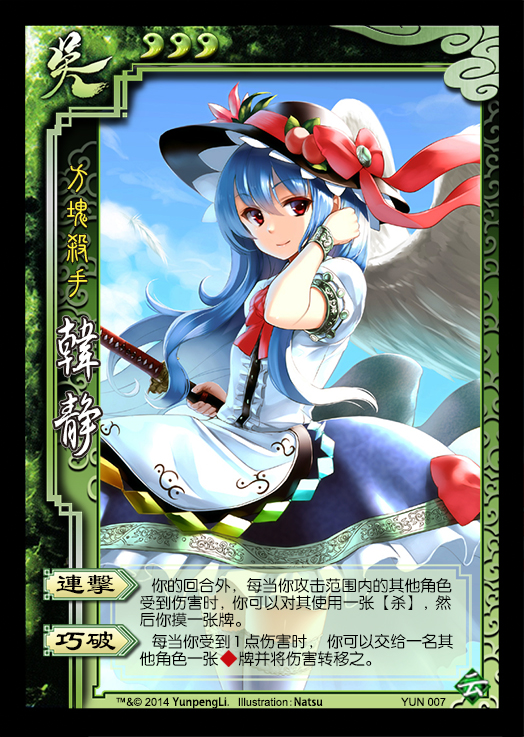 吴
方塊殺手
韓静
連擊
你的回合外，每当你攻击范围内的其他角色
受到伤害时，你可以对其使用一张【杀】，然
后你摸一张牌。
巧破
每当你受到1点伤害时， 你可以交给一名其
他角色一张◆牌并将伤害转移之。
云
™&© 2014 YunpengLi. Illustration: Natsu
YUN 007